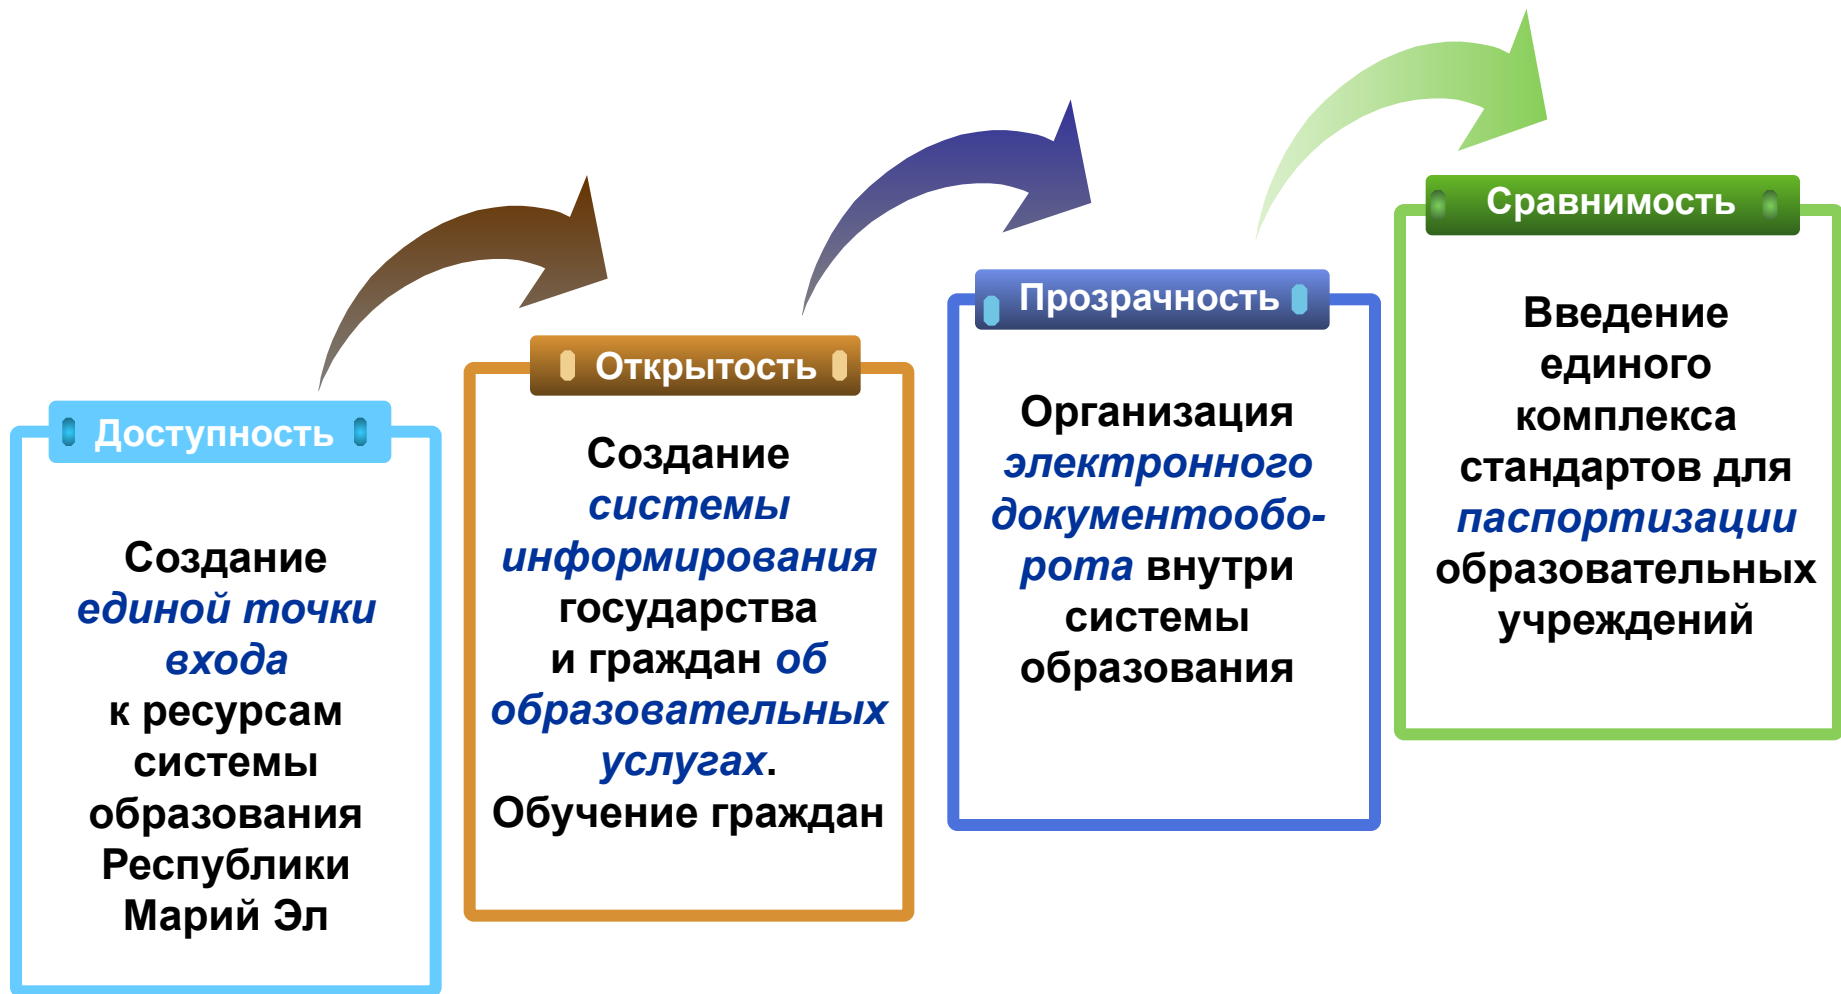 Доступность
Создание
единой точки
входа
к ресурсам
системы
образования
Республики
Марий Эл
Открытость
Создание
системы
информирования
государства
и граждан об
образовательных
услугах.
Обучение граждан
Прозрачность
Организация
электронного
документообо-
рота внутри
системы
образования
Сравнимость
Введение
единого
комплекса
стандартов для
паспортизации
образовательных
учреждений